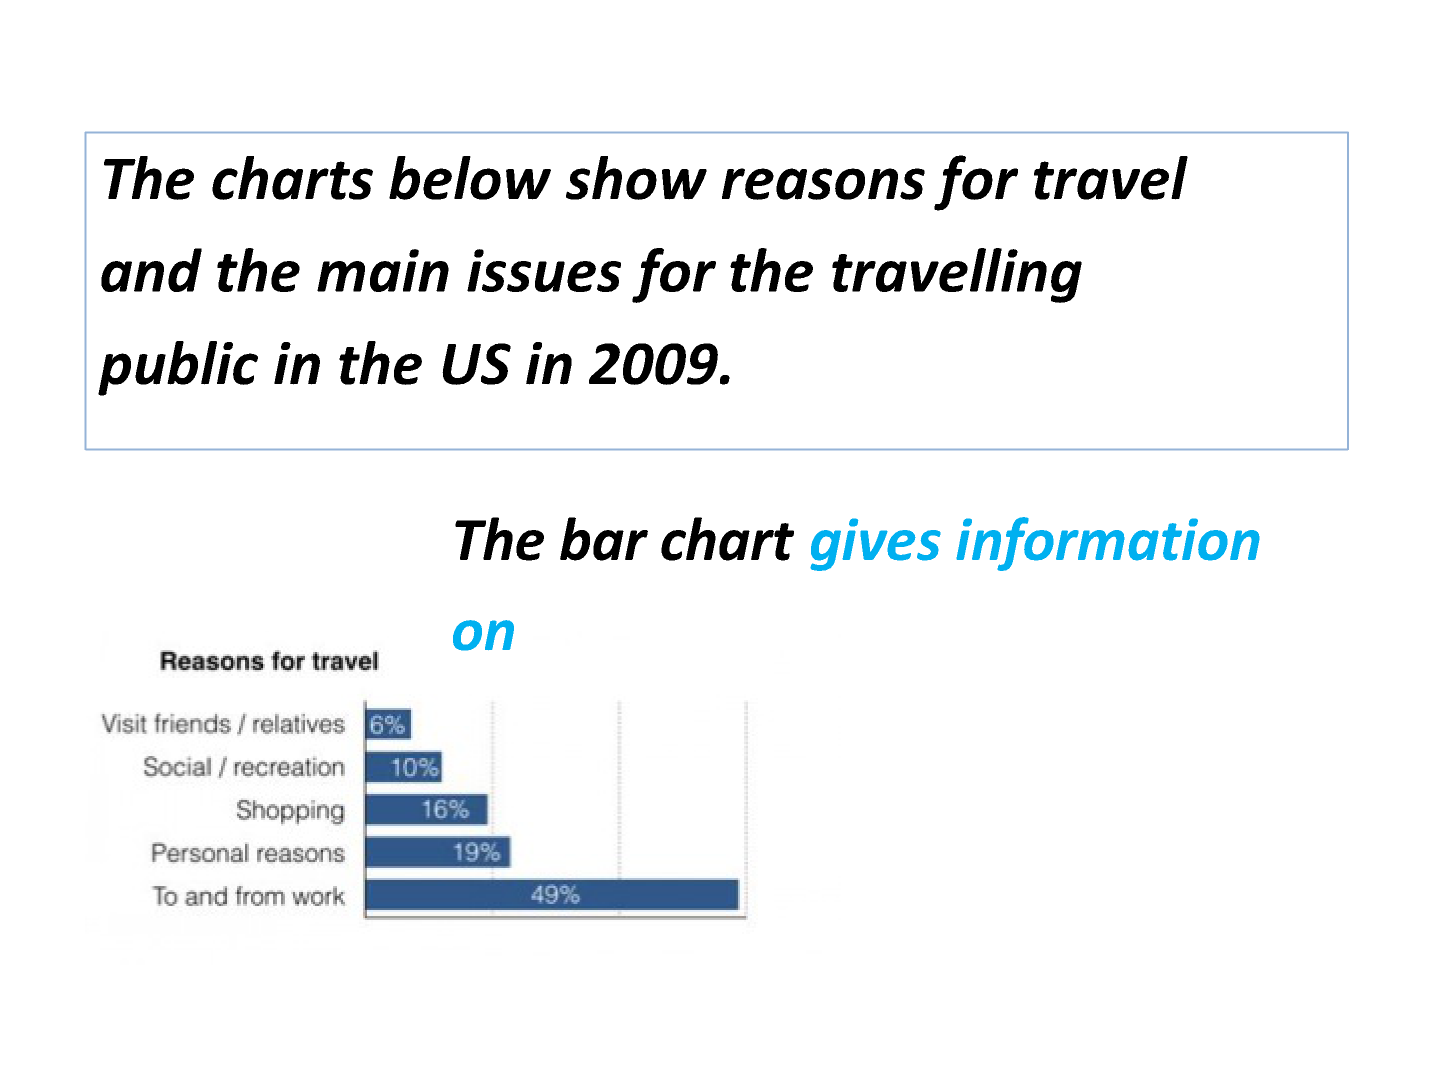 The charts below show reasons for travel
and the main issues for the travelling
public in the US in 2009.
The bar chart gives information
on
Reasons for travel
Visit friends / relatives 6%
Social / recreation 10%
Shopping 16%
Personal reasons 19%
To and from work 49%